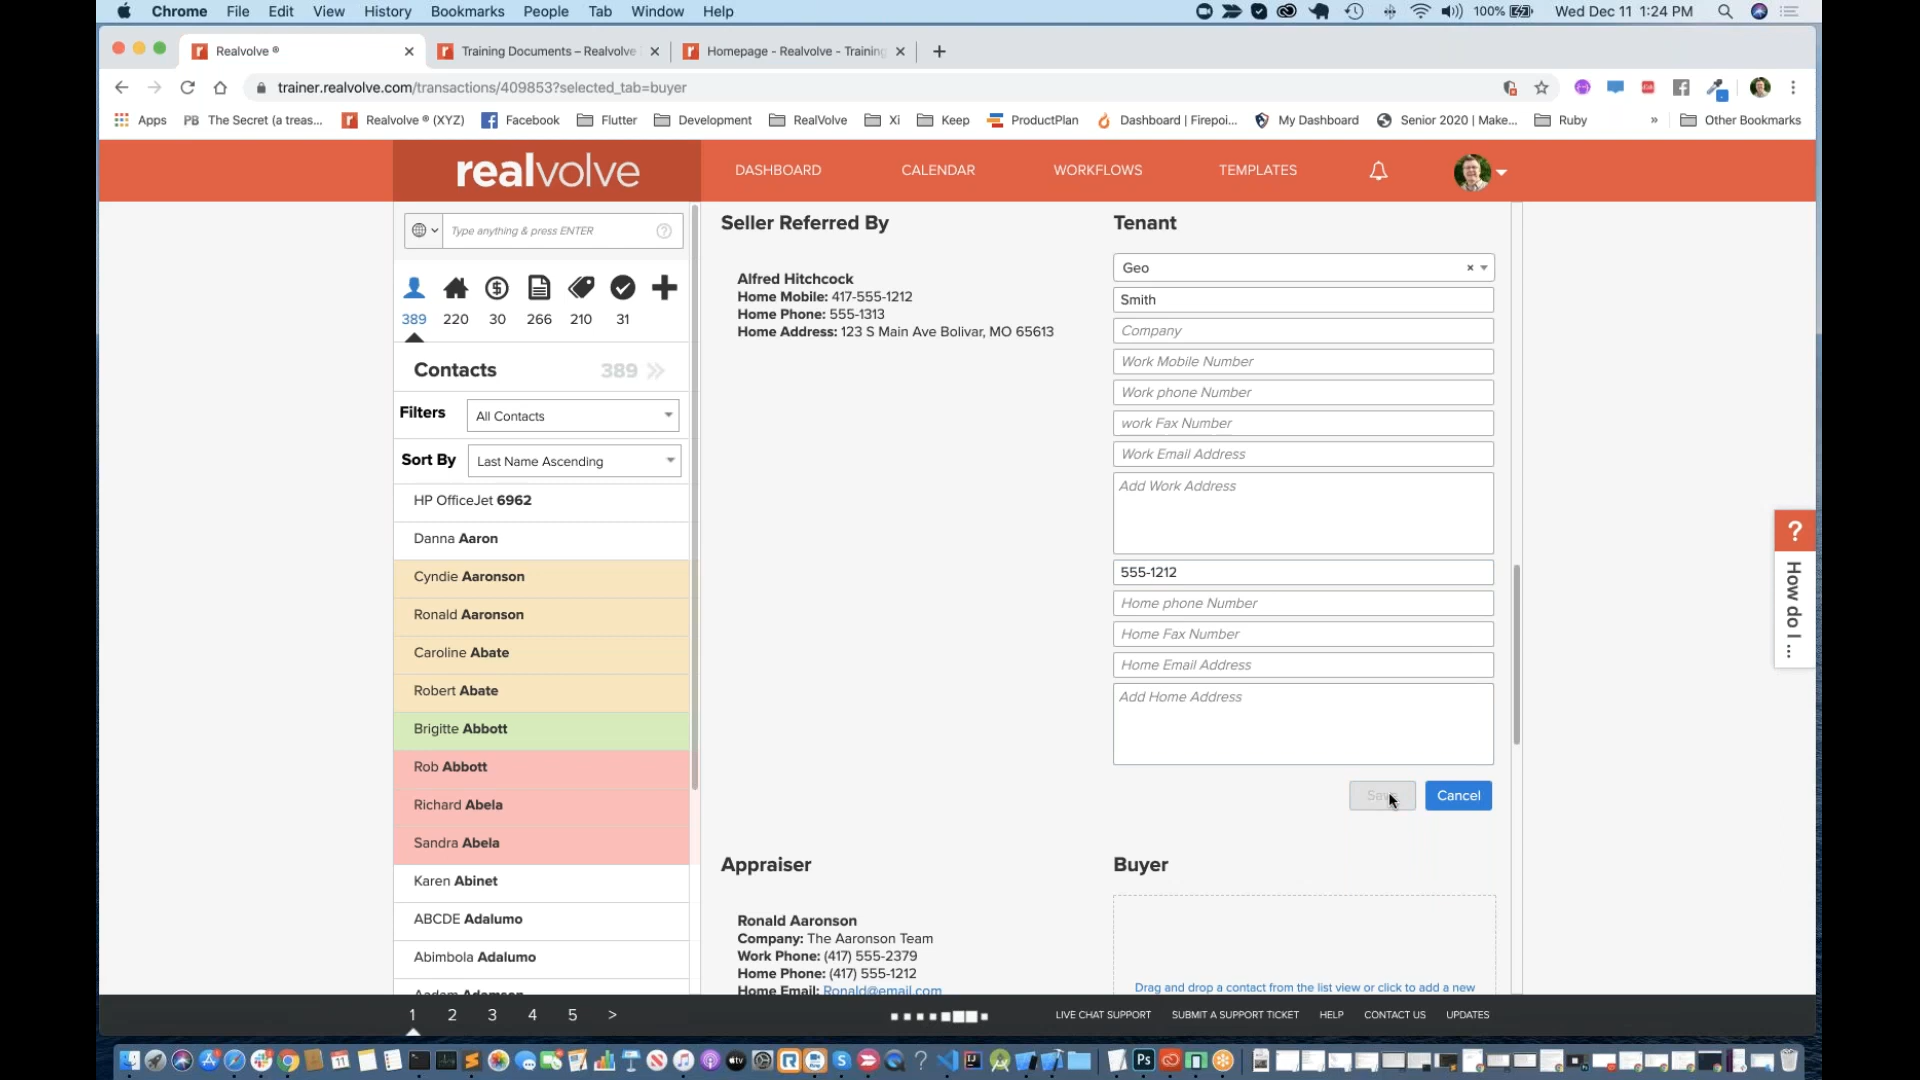 Chrome File Edit View History Bookmarks People Tab Window Help 100% Wed Dec 11 1:24 PM
Realvolve ® Training Documents – Realvolve Homepage - Realvolve - Training
trainer.realvolve.com/transactions/409853?selected_tab=buyer
Apps PB The Secret (a treas... Realvolve ® (XYZ) Facebook Flutter Development RealVolve Xi Keep ProductPlan Dashboard | Firepoi... My Dashboard Senior 2020 | Make... Ruby » Other Bookmarks
realvolve DASHBOARD CALENDAR WORKFLOWS TEMPLATES
Type anything & press ENTER
389 220 30 266 210 31
Contacts 389
Filters All Contacts
Sort By Last Name Ascending
HP OfficeJet 6962
Danna Aaron
Cyndie Aaronson
Ronald Aaronson
Caroline Abate
Robert Abate
Brigitte Abbott
Rob Abbott
Richard Abela
Sandra Abela
Karen Abinet
ABCDE Adalumo
Abimbola Adalumo
Seller Referred By
Alfred Hitchcock
Home Mobile: 417-555-1212
Home Phone: 555-1313
Home Address: 123 S Main Ave Bolivar, MO 65613
Tenant
Geo
Smith
Company
Work Mobile Number
Work phone Number
work Fax Number
Work Email Address
Add Work Address
555-1212
Home phone Number
Home Fax Number
Home Email Address
Add Home Address
Cancel
Appraiser
Ronald Aaronson
Company: The Aaronson Team
Work Phone: (417) 555-2379
Home Phone: (417) 555-1212
Home Email: Ronald@email.com
Buyer
Drag and drop a contact from the list view or click to add a new
? How do I ...
1 2 3 4 5 >
LIVE CHAT SUPPORT SUBMIT A SUPPORT TICKET HELP CONTACT US UPDATES